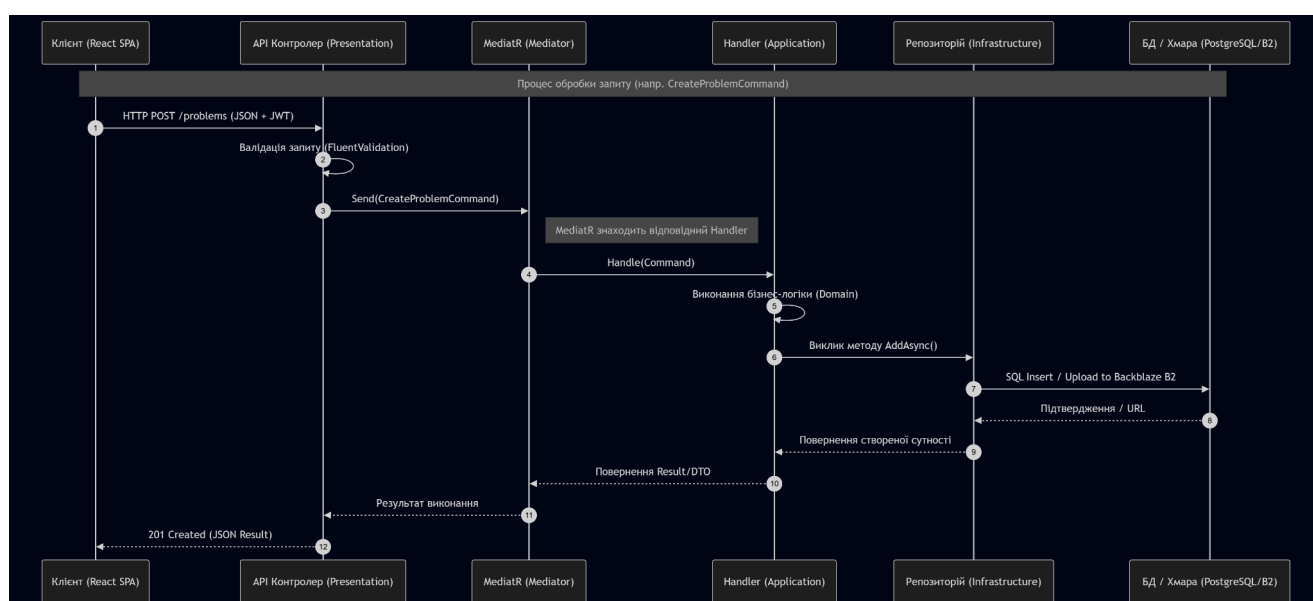 Клієнт (React SPA)
API Контролер (Presentation)
MediatR (Mediator)
Handler (Application)
Репозиторій (Infrastructure)
БД / Хмара (PostgreSQL/B2)
Процес обробки запиту (напр. CreateProblemCommand)
HTTP POST /problems (JSON + JWT)
1
Валідація запиту (FluentValidation)
2
Send(CreateProblemCommand)
3
MediatR знаходить відповідний Handler
Handle(Command)
4
Виконання бізнес-логіки (Domain)
5
Виклик методу AddAsync()
6
SQL Insert / Upload to Backblaze B2
7
Підтвердження / URL
8
Повернення створеної сутності
9
Повернення Result/DTO
10
Результат виконання
11
201 Created (JSON Result)
12
Клієнт (React SPA)
API Контролер (Presentation)
MediatR (Mediator)
Handler (Application)
Репозиторій (Infrastructure)
БД / Хмара (PostgreSQL/B2)